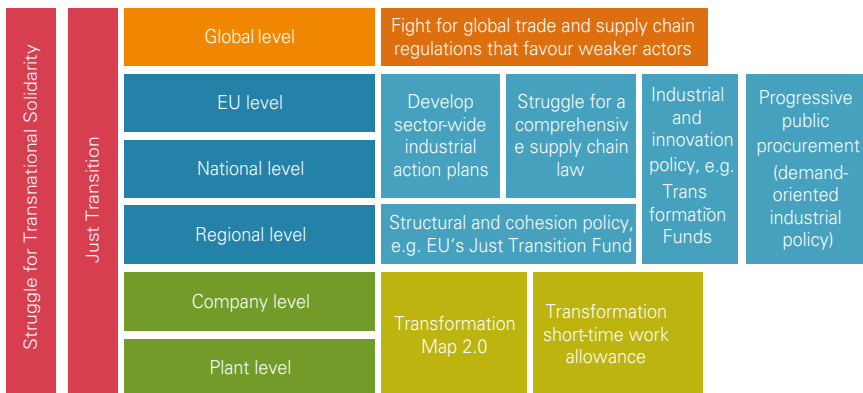 Struggle for Transnational Solidarity
Just Transition
Global level
Fight for global trade and supply chain
regulations that favour weaker actors
EU level
National level
Regional level
Develop
sector-wide
industrial
action plans
Struggle for a
comprehensiv
e supply chain
law
Industrial
and
innovation
policy, e.g.
Trans
formation
Funds
Progressive
public
procurement
(demand-
oriented
industrial
policy)
Structural and cohesion policy,
e.g. EU's Just Transition Fund
Company level
Plant level
Transformation
Map 2.0
Transformation
short-time work
allowance